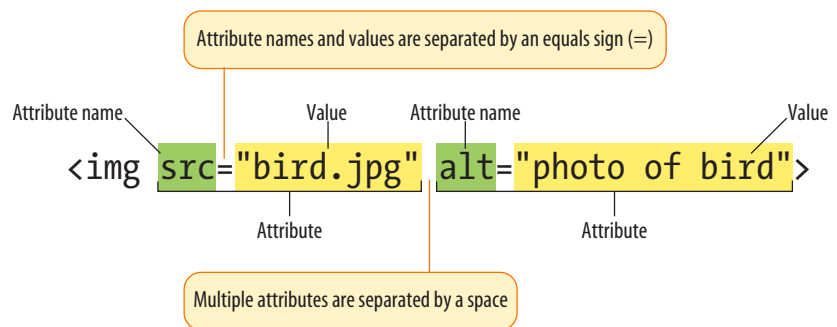 Attribute names and values are separated by an equals sign (=)
Attribute name Value Attribute name Value
<img src="bird.jpg" alt="photo of bird">
Attribute Attribute
Multiple attributes are separated by a space